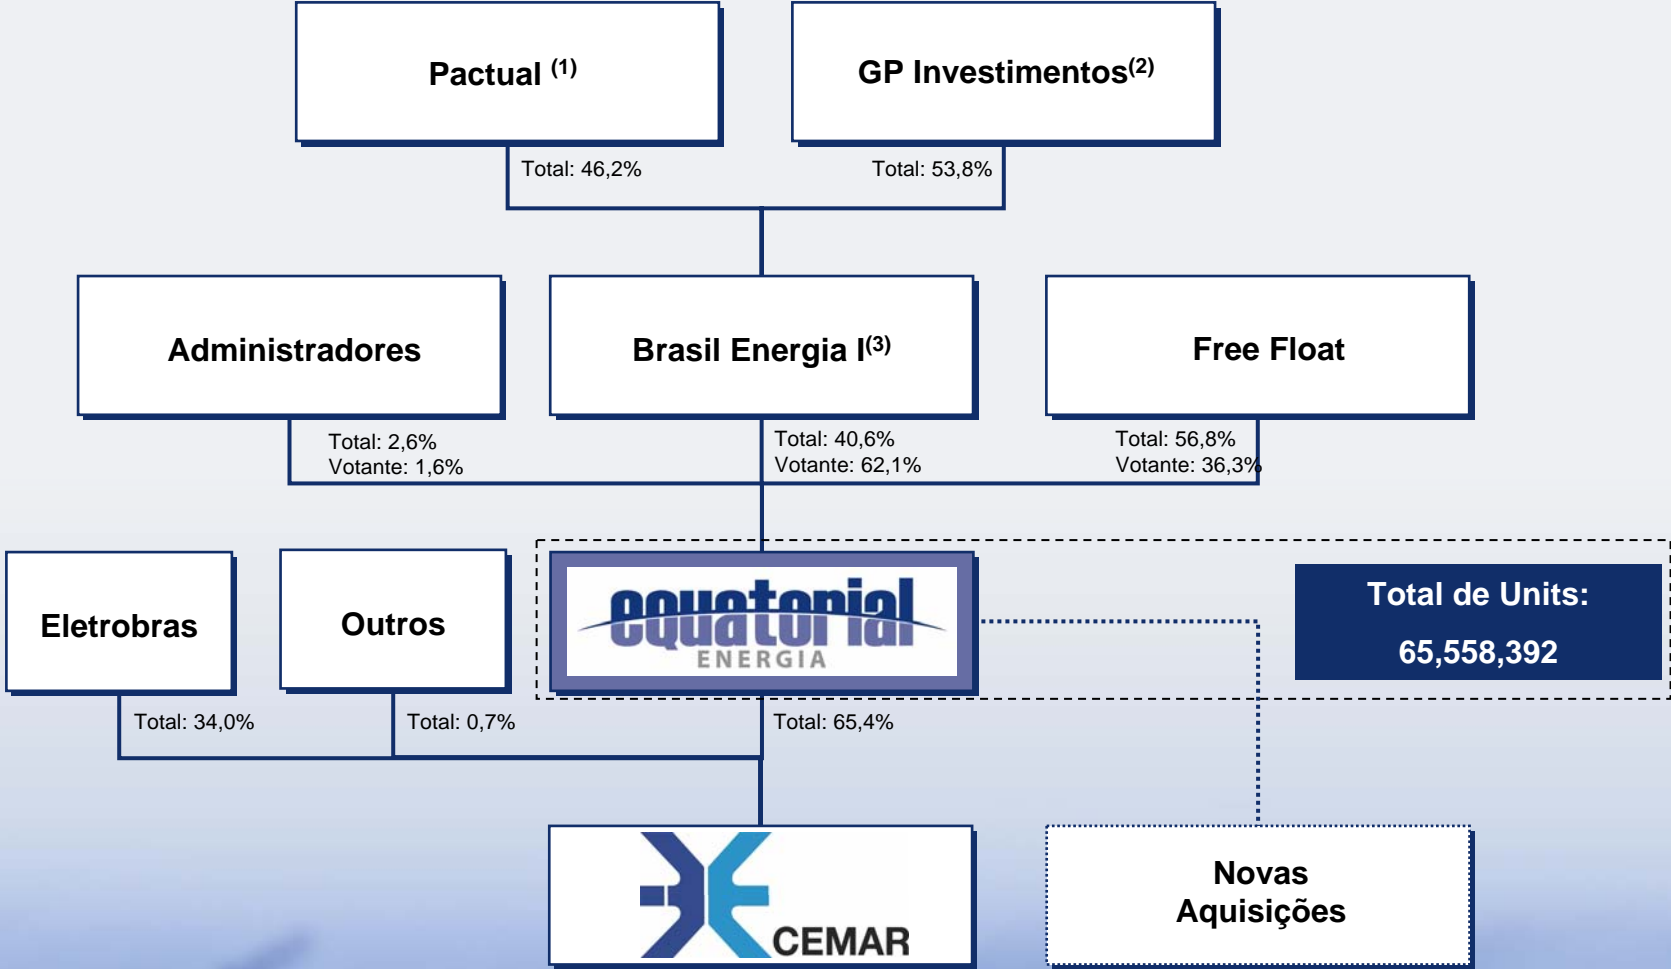 Pactual (1)
GP Investimentos(2)
Total: 46,2%
Total: 53,8%
Administradores
Brasil Energia I(3)
Free Float
Total: 2,6%
Votante: 1,6%
Total: 40,6%
Votante: 62,1%
Total: 56,8%
Votante: 36,3%
Eletrobras
Outros
equatorial
ENERGIA
Total de Units:
65,558,392
Total: 34,0%
Total: 0,7%
Total: 65,4%
CEMAR
Novas
Aquisições